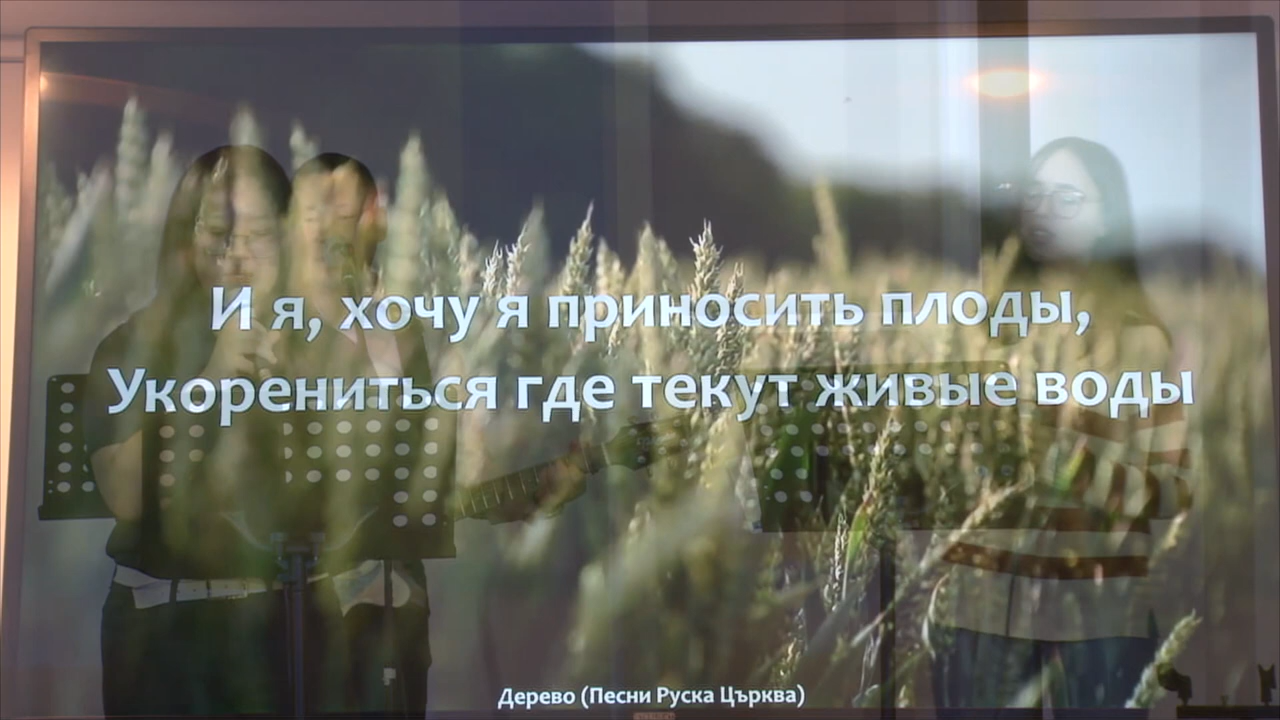 И я, хочу я приносить плоды,
Укорениться где текут живые воды
Дерево (Песни Руска Църква)